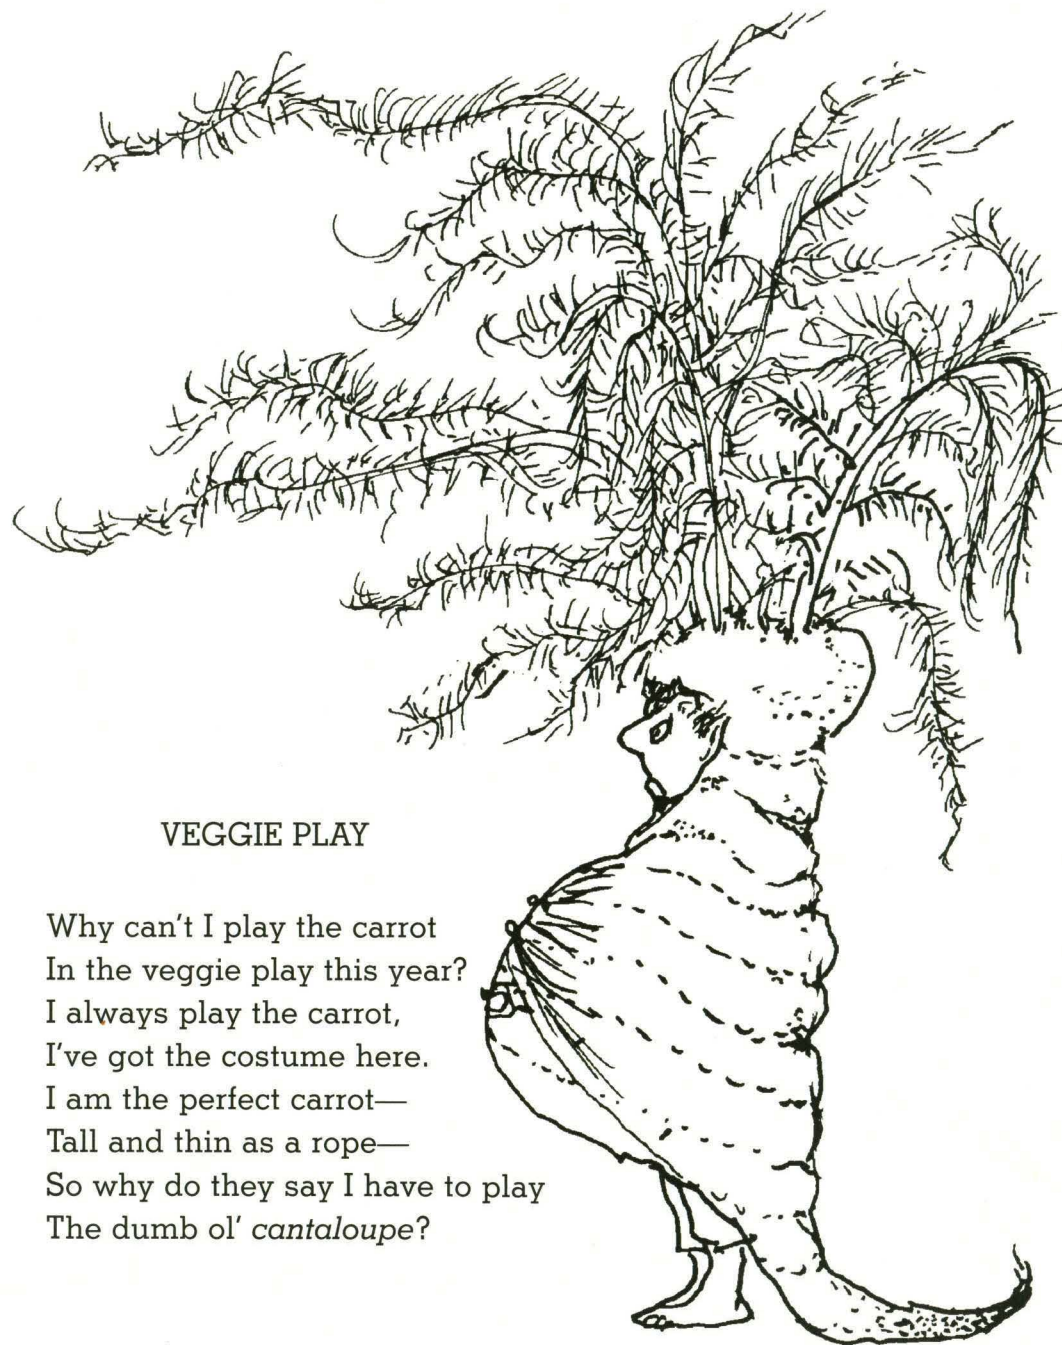 VEGGIE PLAY
Why can't I play the carrot
In the veggie play this year?
I always play the carrot,
I've got the costume here.
I am the perfect carrot—
Tall and thin as a rope—
So why do they say I have to play
The dumb ol' cantaloupe?